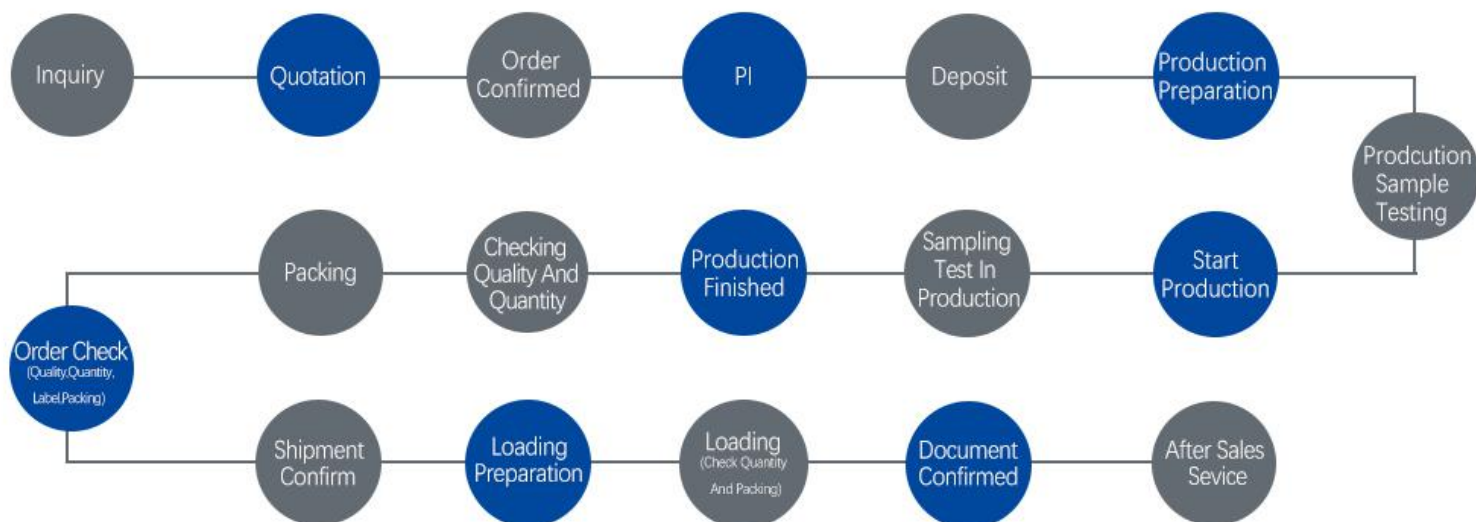 Inquiry
Quotation
Order
Confirmed
PI
Deposit
Production
Preparation
Prodcution
Sample
Testing
Start
Production
Sampling
Test In
Production
Production
Finished
Checking
Quality And
Quantity
Packing
Order Check
(Quality,Quantity,
Label,Packing)
Shipment
Confirm
Loading
Preparation
Loading
(Check Quantity
And Packing)
Document
Confirmed
After Sales
Sevice